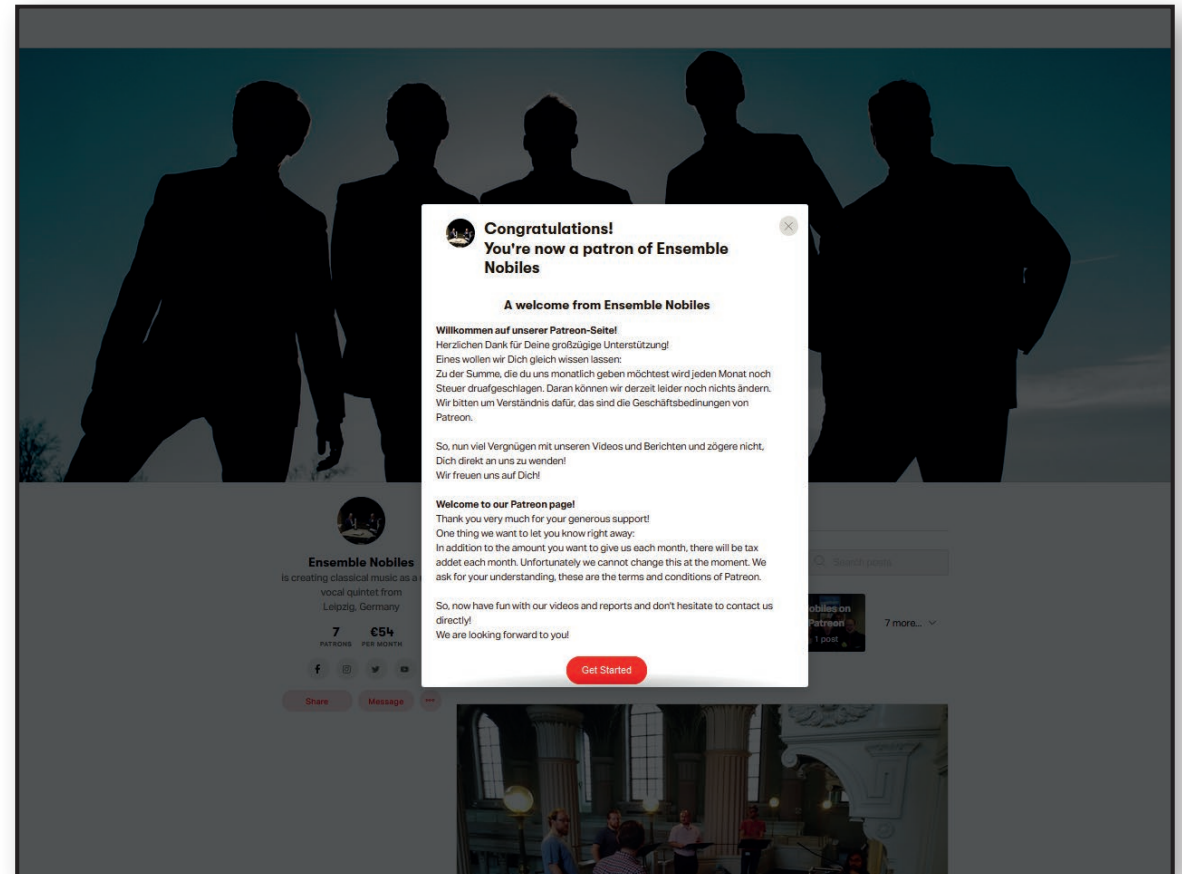 Congratulations!
You're now a patron of Ensemble
Nobiles
A welcome from Ensemble Nobiles
Willkommen auf unserer Patreon-Seite!
Herzlichen Dank für Deine großzügige Unterstützung!
Eines wollen wir Dich gleich wissen lassen:
Zu der Summe, die du uns monatlich geben möchtest wird jeden Monat noch
Steuer druafgeschlagen. Daran können wir derzeit leider noch nichts ändern.
Wir bitten um Verständnis dafür, das sind die Geschäftsbedinungen von
Patreon.
So, nun viel Vergnügen mit unseren Videos und Berichten und zögere nicht,
Dich direkt an uns zu wenden!
Wir freuen uns auf Dich!
Welcome to our Patreon page!
Thank you very much for your generous support!
One thing we want to let you know right away:
In addition to the amount you want to give us each month, there will be tax
addet each month. Unfortunately we cannot change this at the moment. We
ask for your understanding, these are the terms and conditions of Patreon.
So, now have fun with our videos and reports and don't hesitate to contact us
directly!
We are looking forward to you!
Get Started
Ensemble Nobiles
is creating classical music as a
vocal quintet from
Leipzig, Germany
7 €54
PATRONS PER MONTH
Share Message
Search posts
on
Patreon
1 post
7 more...